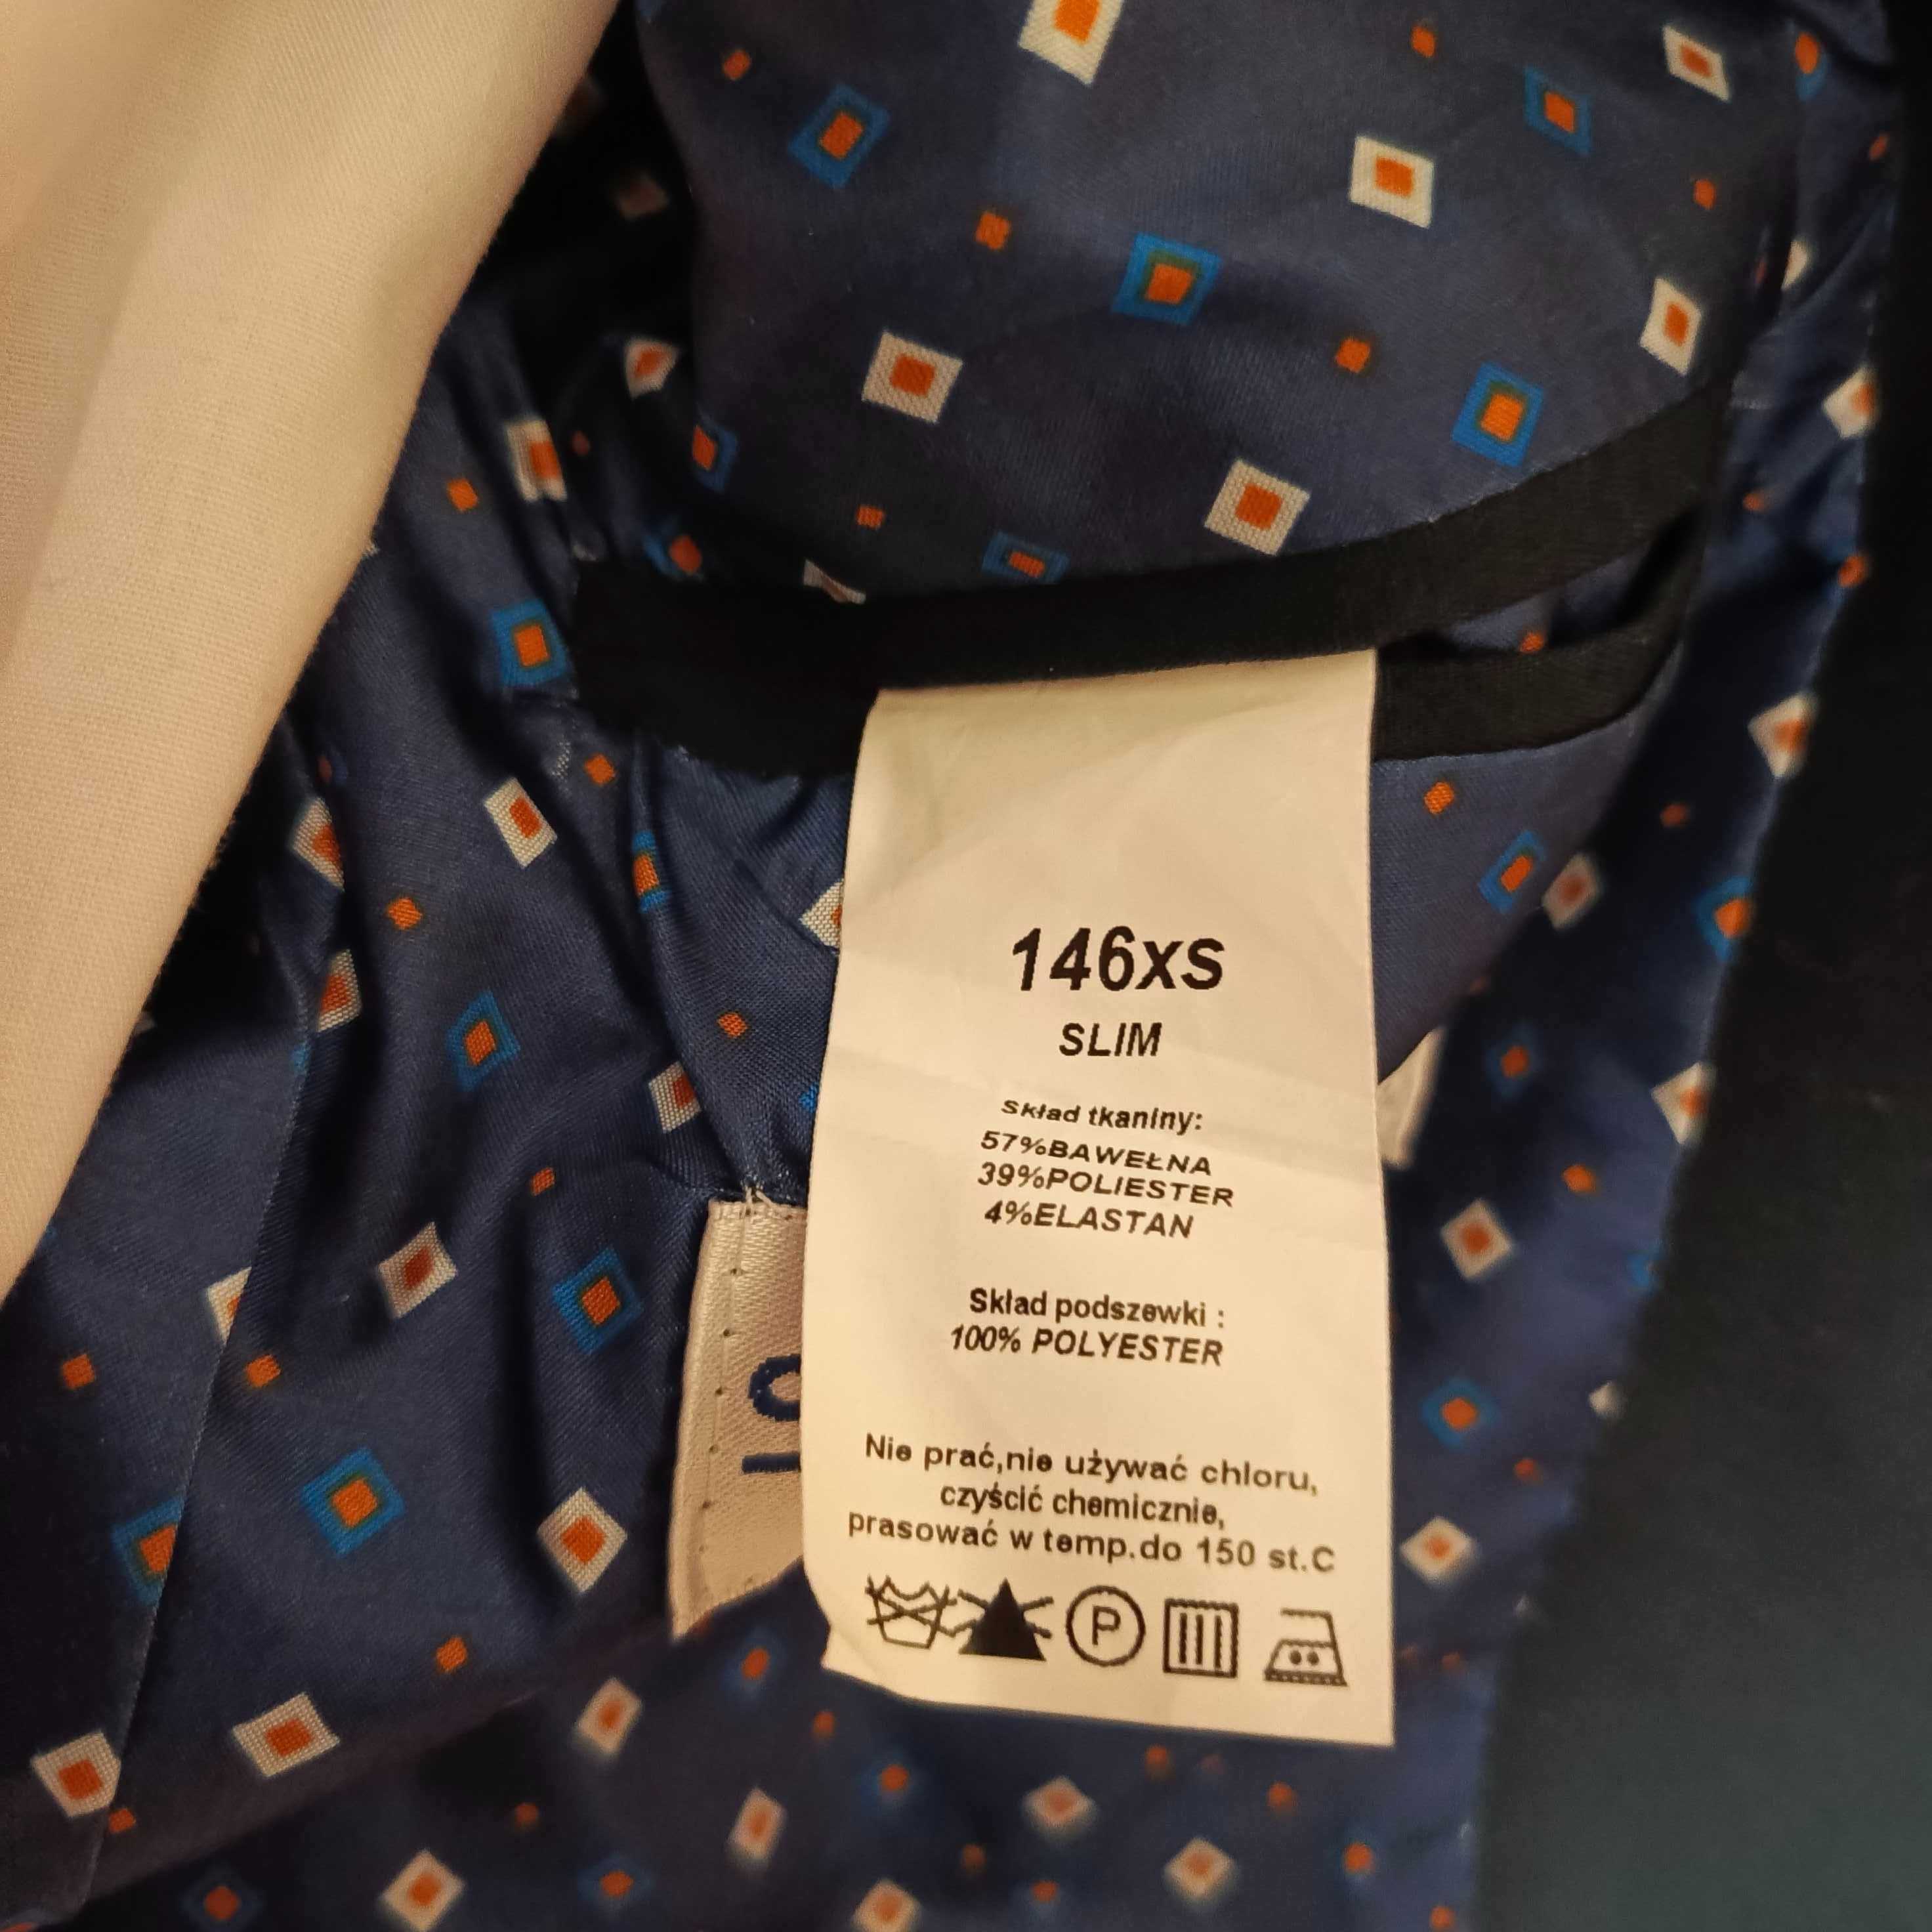 146xS
SLIM
Skład tkaniny:
57%BAWEŁNA
39%POLIESTER
4%ELASTAN
Skład podszewki :
100% POLYESTER
Nie prać,nie używać chloru,
czyścić chemicznie,
prasować w temp.do 150 st.C
P